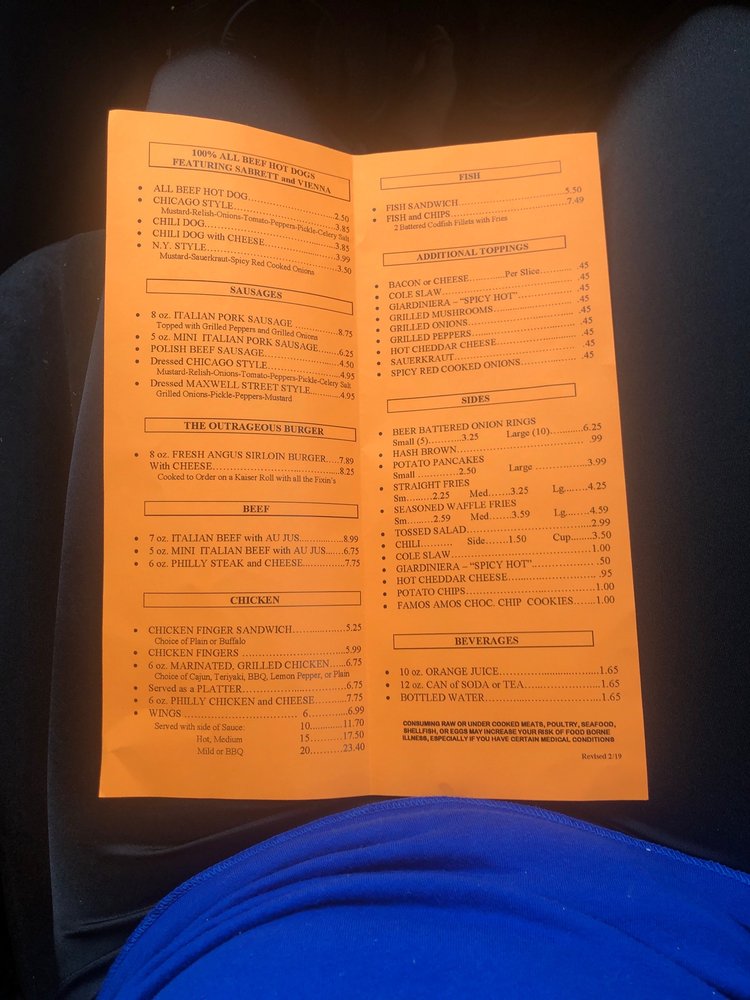 100% ALL BEEF HOT DOGS
FEATURING SABRETT and VIENNA
• ALL BEEF HOT DOG....................2.50
• CHICAGO STYLE....................3.85
Mustard-Relish-Onions-Tomato-Peppers-Pickle-Celery Salt
• CHILI DOG....................3.85
• CHILI DOG with CHEESE....................3.99
• N.Y. STYLE....................3.50
Mustard-Sauerkraut-Spicy Red Cooked Onions
SAUSAGES
• 8 oz. ITALIAN PORK SAUSAGE ............8.75
Topped with Grilled Peppers and Grilled Onions
• 5 oz. MINI ITALIAN PORK SAUSAGE.......6.25
• POLISH BEEF SAUSAGE....................4.50
• Dressed CHICAGO STYLE....................4.95
Mustard-Relish-Onions-Tomato-Peppers-Pickle-Celery Salt
• Dressed MAXWELL STREET STYLE..........4.95
Grilled Onions-Pickle-Peppers-Mustard
THE OUTRAGEOUS BURGER
• 8 oz. FRESH ANGUS SIRLOIN BURGER....7.89
With CHEESE....................8.25
Cooked to Order on a Kaiser Roll with all the Fixin's
BEEF
• 7 oz. ITALIAN BEEF with AU JUS............8.99
• 5 oz. MINI ITALIAN BEEF with AU JUS.....6.75
• 6 oz. PHILLY STEAK and CHEESE............7.75
CHICKEN
• CHICKEN FINGER SANDWICH................5.25
Choice of Plain or Buffalo
• CHICKEN FINGERS ....................5.99
• 6 oz. MARINATED, GRILLED CHICKEN....6.75
Choice of Cajun, Teriyaki, BBQ, Lemon Pepper, or Plain
• Served as a PLATTER....................6.75
• 6 oz. PHILLY CHICKEN and CHEESE..........7.75
• WINGS .................... 6............6.99
Served with side of Sauce: 10..........11.70
Hot, Medium 15..........17.50
Mild or BBQ 20..........23.40
FISH
• FISH SANDWICH....................5.50
• FISH and CHIPS....................7.49
2 Battered Codfish Fillets with Fries
ADDITIONAL TOPPINGS
• BACON or CHEESE..........Per Slice.......... .45
• COLE SLAW.................... .45
• GIARDINIERA – "SPICY HOT".................... .45
• GRILLED MUSHROOMS.................... .45
• GRILLED ONIONS.................... .45
• GRILLED PEPPERS.................... .45
• HOT CHEDDAR CHEESE.................... .45
• SAUERKRAUT.................... .45
• SPICY RED COOKED ONIONS.................... .45
SIDES
• BEER BATTERED ONION RINGS
Small (5)...........3.25 Large (10)...........6.25
• HASH BROWN.................... .99
• POTATO PANCAKES
Small ............2.50 Large ................3.99
• STRAIGHT FRIES
Sm........2.25 Med.......3.25 Lg........4.25
• SEASONED WAFFLE FRIES
Sm........2.59 Med.......3.59 Lg........4.59
• TOSSED SALAD....................2.99
• CHILI......... Side.......1.50 Cup........3.50
• COLE SLAW....................1.00
• GIARDINIERA – "SPICY HOT".................... .50
• HOT CHEDDAR CHEESE.................... .95
• POTATO CHIPS....................1.00
• FAMOS AMOS CHOC. CHIP COOKIES.......1.00
BEVERAGES
• 10 oz. ORANGE JUICE....................1.65
• 12 oz. CAN of SODA or TEA....................1.65
• BOTTLED WATER....................1.65
CONSUMING RAW OR UNDER COOKED MEATS, POULTRY, SEAFOOD,
SHELLFISH, OR EGGS MAY INCREASE YOUR RISK OF FOOD BORNE
ILLNESS, ESPECIALLY IF YOU HAVE CERTAIN MEDICAL CONDITIONS
Revised 2/19